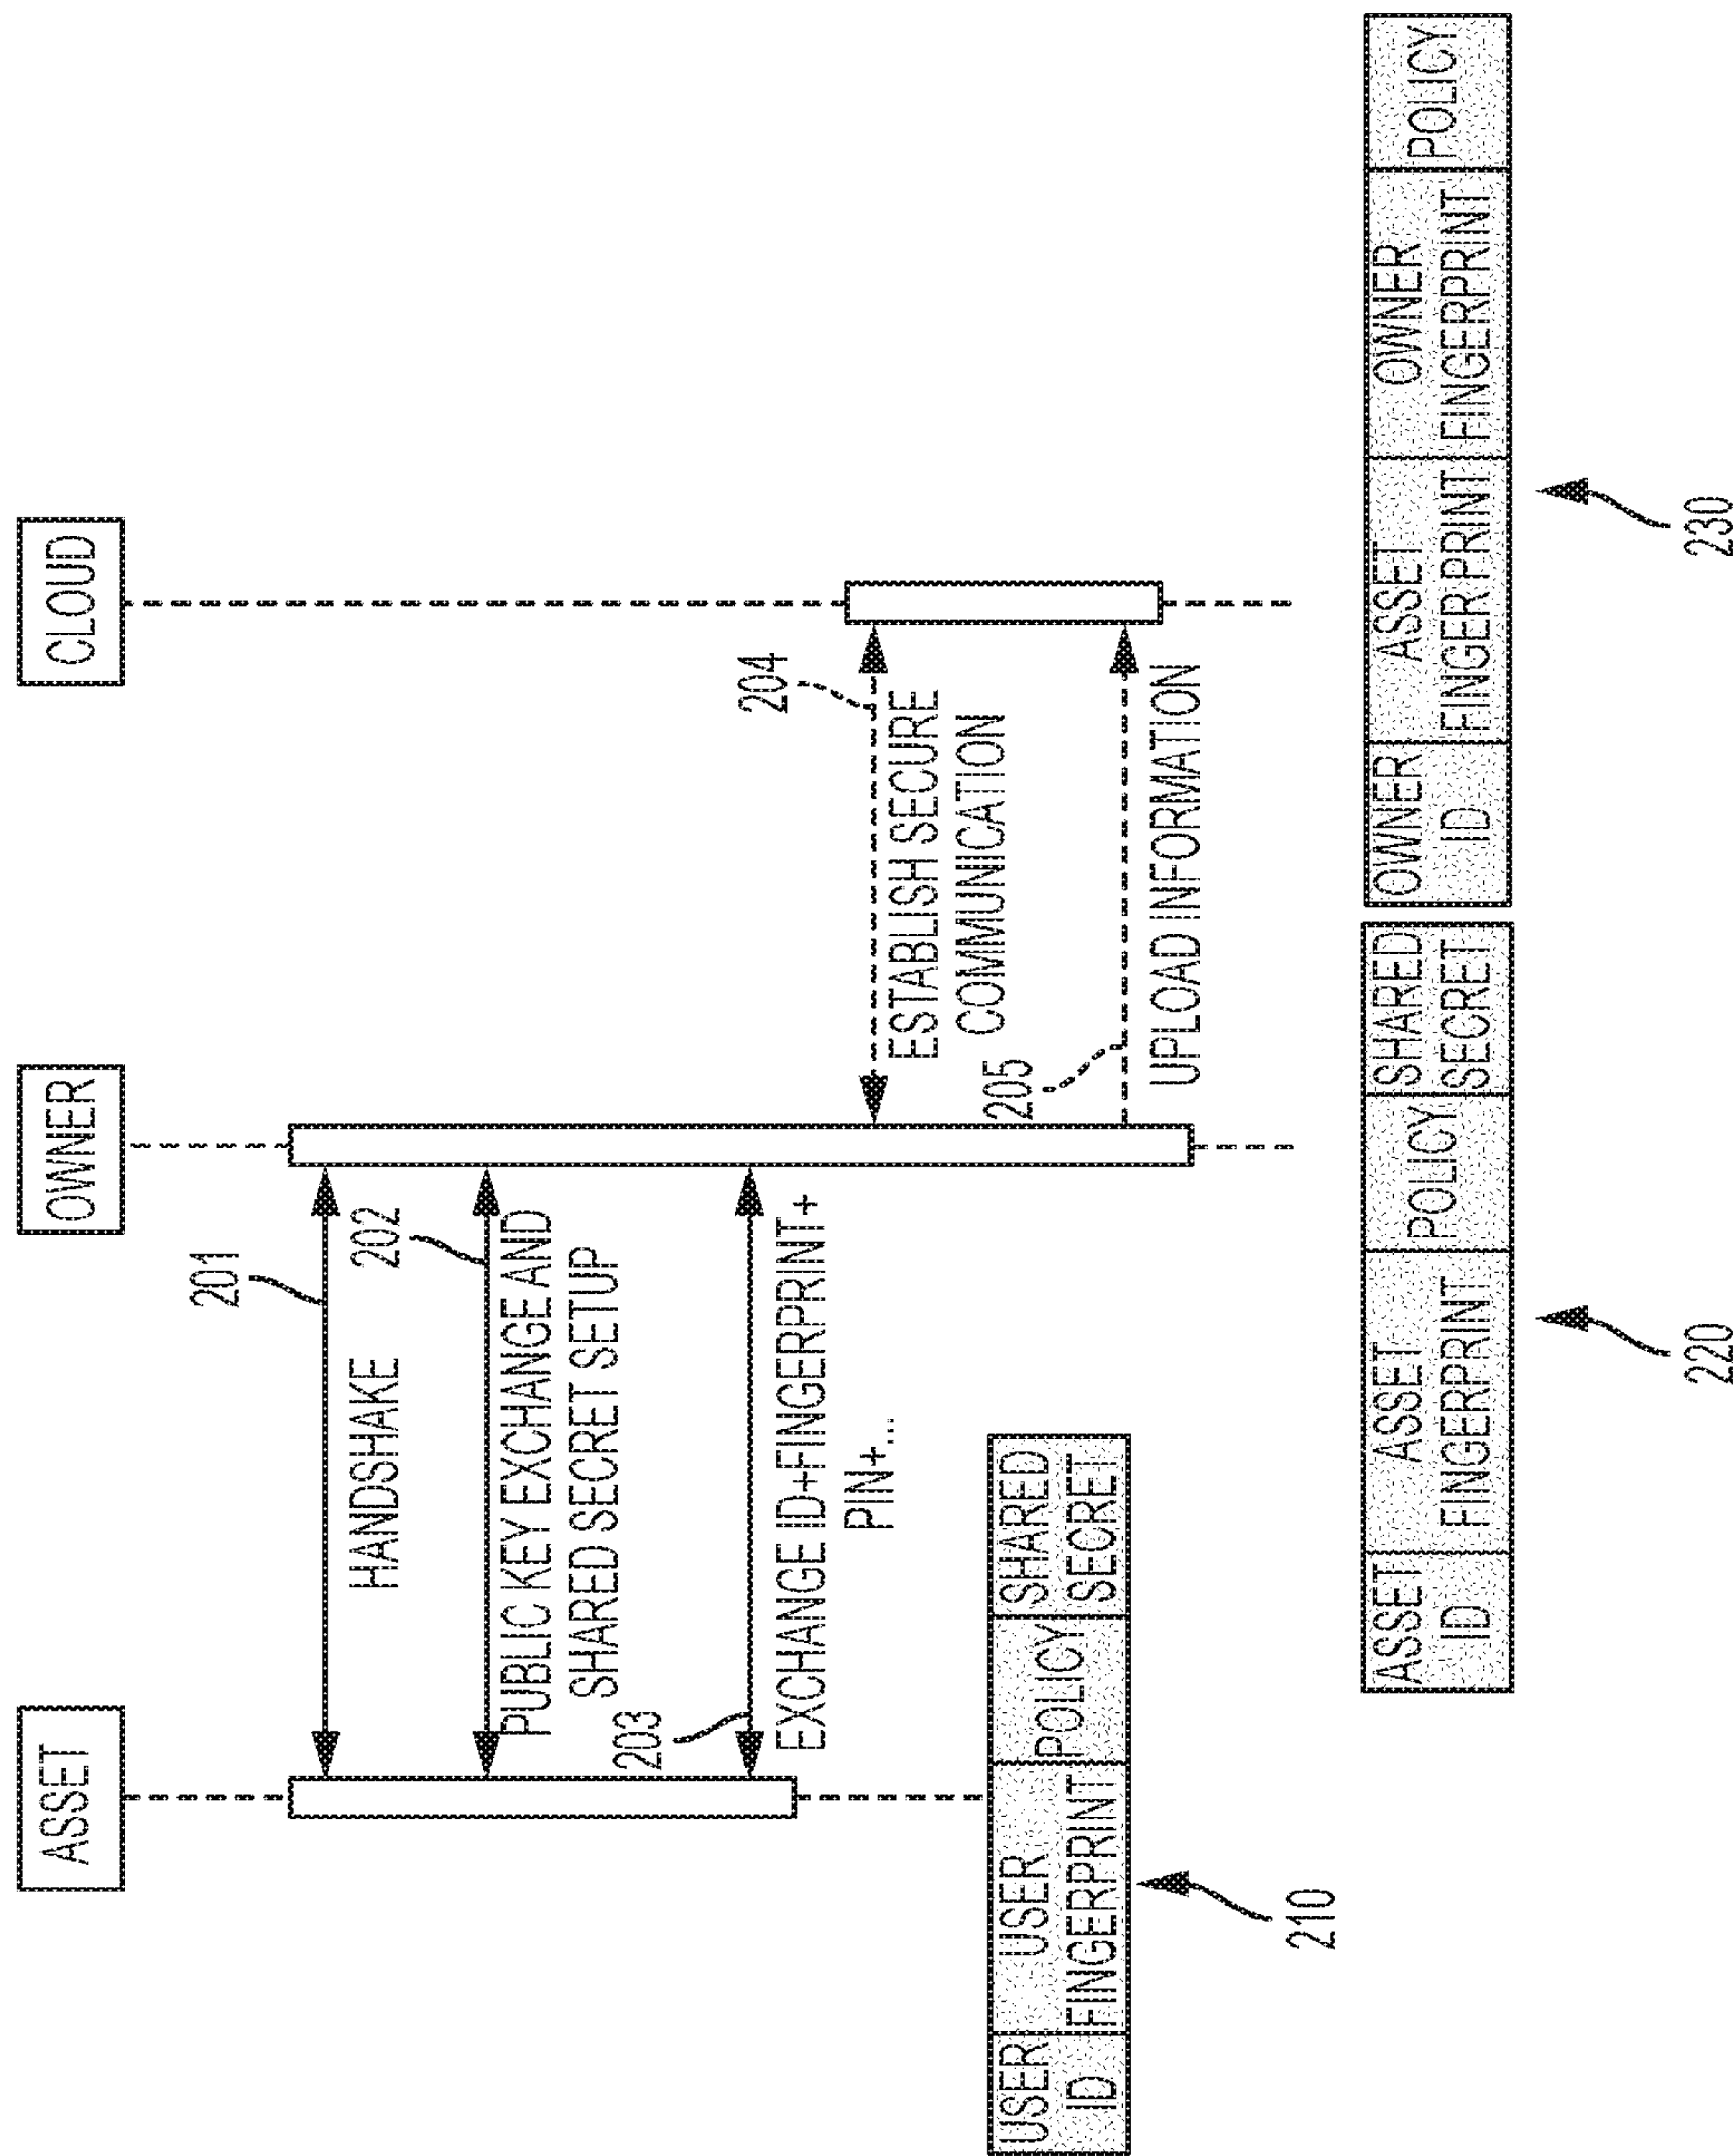 ASSET
OWNER
CLOUD
201
HANDSHAKE
202
PUBLIC KEY EXCHANGE AND
SHARED SECRET SETUP
203
EXCHANGE ID+FINGERPRINT+
PIN+...
204
ESTABLISH SECURE
COMMUNICATION
205
UPLOAD INFORMATION
USER
ID
USER
FINGERPRINT
POLICY
SHARED
SECRET
210
ASSET
ID
ASSET
FINGERPRINT
POLICY
SHARED
SECRET
220
OWNER
ID
ASSET
FINGERPRINT
OWNER
FINGERPRINT
POLICY
230